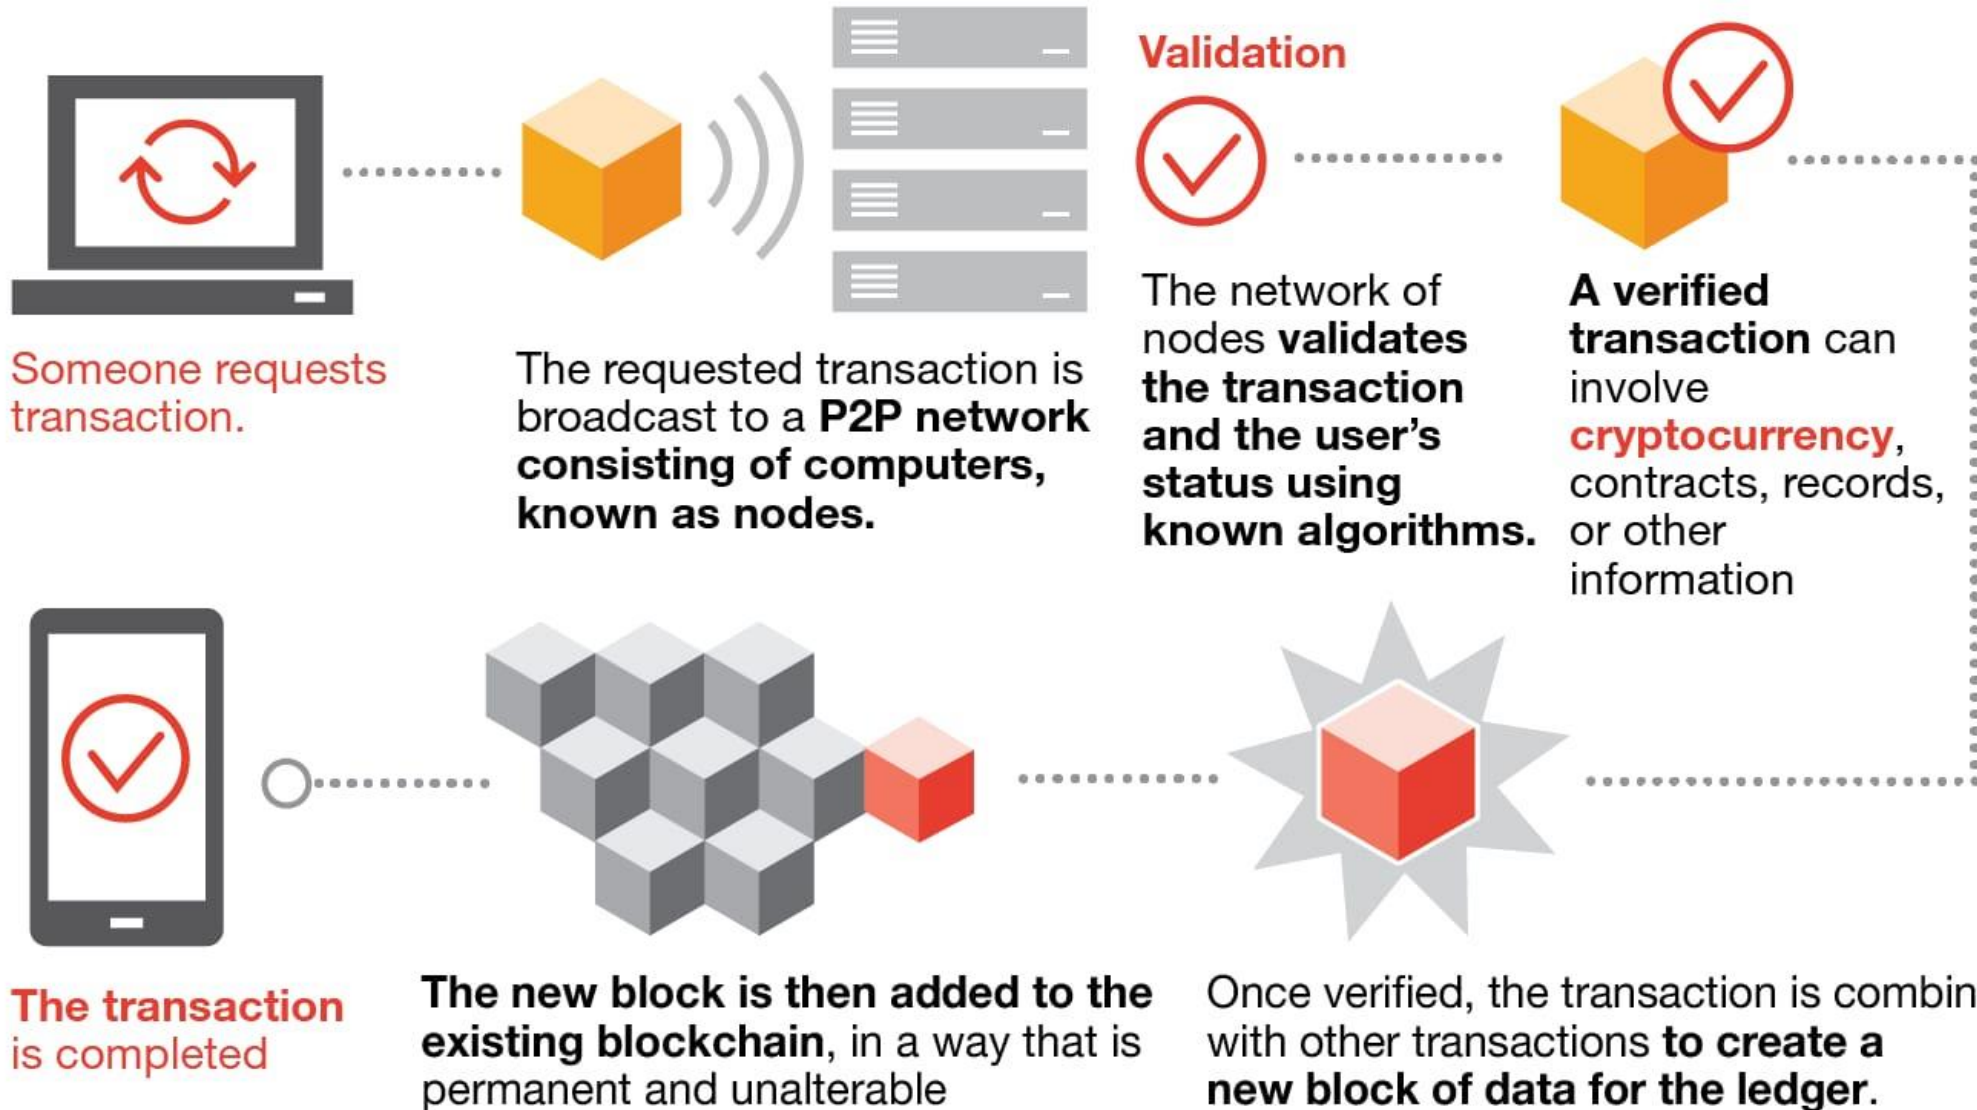 Someone requests
transaction.
The requested transaction is
broadcast to a P2P network
consisting of computers,
known as nodes.
Validation
The network of
nodes validates
the transaction
and the user's
status using
known algorithms.
A verified
transaction can
involve
cryptocurrency,
contracts, records,
or other
information
Once verified, the transaction is combin
with other transactions to create a
new block of data for the ledger.
The new block is then added to the
existing blockchain, in a way that is
permanent and unalterable
The transaction
is completed